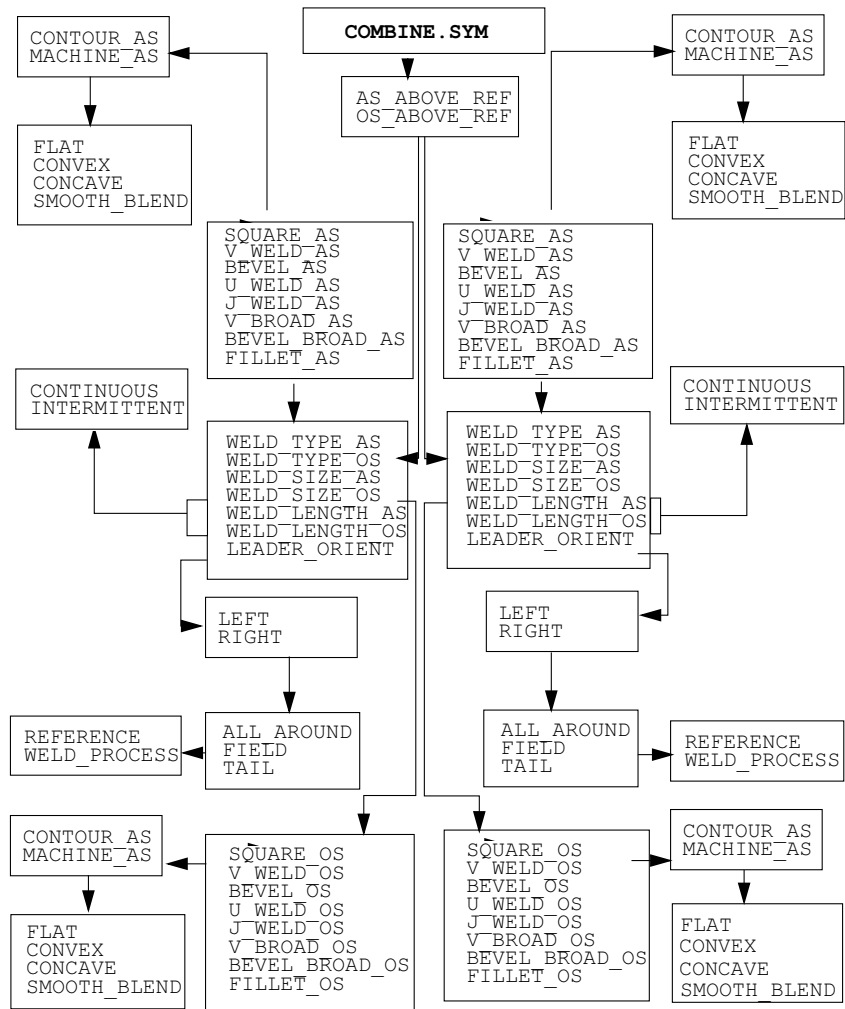 COMBINE.SYM
AS_ABOVE_REF
OS_ABOVE_REF
CONTOUR_AS
MACHINE_AS
FLAT
CONVEX
CONCAVE
SMOOTH_BLEND
CONTOUR_AS
MACHINE_AS
FLAT
CONVEX
CONCAVE
SMOOTH_BLEND
SQUARE_AS
V_WELD_AS
BEVEL_AS
U_WELD_AS
J_WELD_AS
V_BROAD_AS
BEVEL_BROAD_AS
FILLET_AS
SQUARE_AS
V_WELD_AS
BEVEL_AS
U_WELD_AS
J_WELD_AS
V_BROAD_AS
BEVEL_BROAD_AS
FILLET_AS
CONTINUOUS
INTERMITTENT
WELD_TYPE_AS
WELD_TYPE_OS
WELD_SIZE_AS
WELD_SIZE_OS
WELD_LENGTH_AS
WELD_LENGTH_OS
LEADER_ORIENT
WELD_TYPE_AS
WELD_TYPE_OS
WELD_SIZE_AS
WELD_SIZE_OS
WELD_LENGTH_AS
WELD_LENGTH_OS
LEADER_ORIENT
CONTINUOUS
INTERMITTENT
LEFT
RIGHT
LEFT
RIGHT
REFERENCE
WELD_PROCESS
ALL_AROUND
FIELD
TAIL
ALL_AROUND
FIELD
TAIL
REFERENCE
WELD_PROCESS
CONTOUR_AS
MACHINE_AS
FLAT
CONVEX
CONCAVE
SMOOTH_BLEND
SQUARE_OS
V_WELD_OS
BEVEL_OS
U_WELD_OS
J_WELD_OS
V_BROAD_OS
BEVEL_BROAD_OS
FILLET_OS
SQUARE_OS
V_WELD_OS
BEVEL_OS
U_WELD_OS
J_WELD_OS
V_BROAD_OS
BEVEL_BROAD_OS
FILLET_OS
CONTOUR_AS
MACHINE_AS
FLAT
CONVEX
CONCAVE
SMOOTH_BLEND